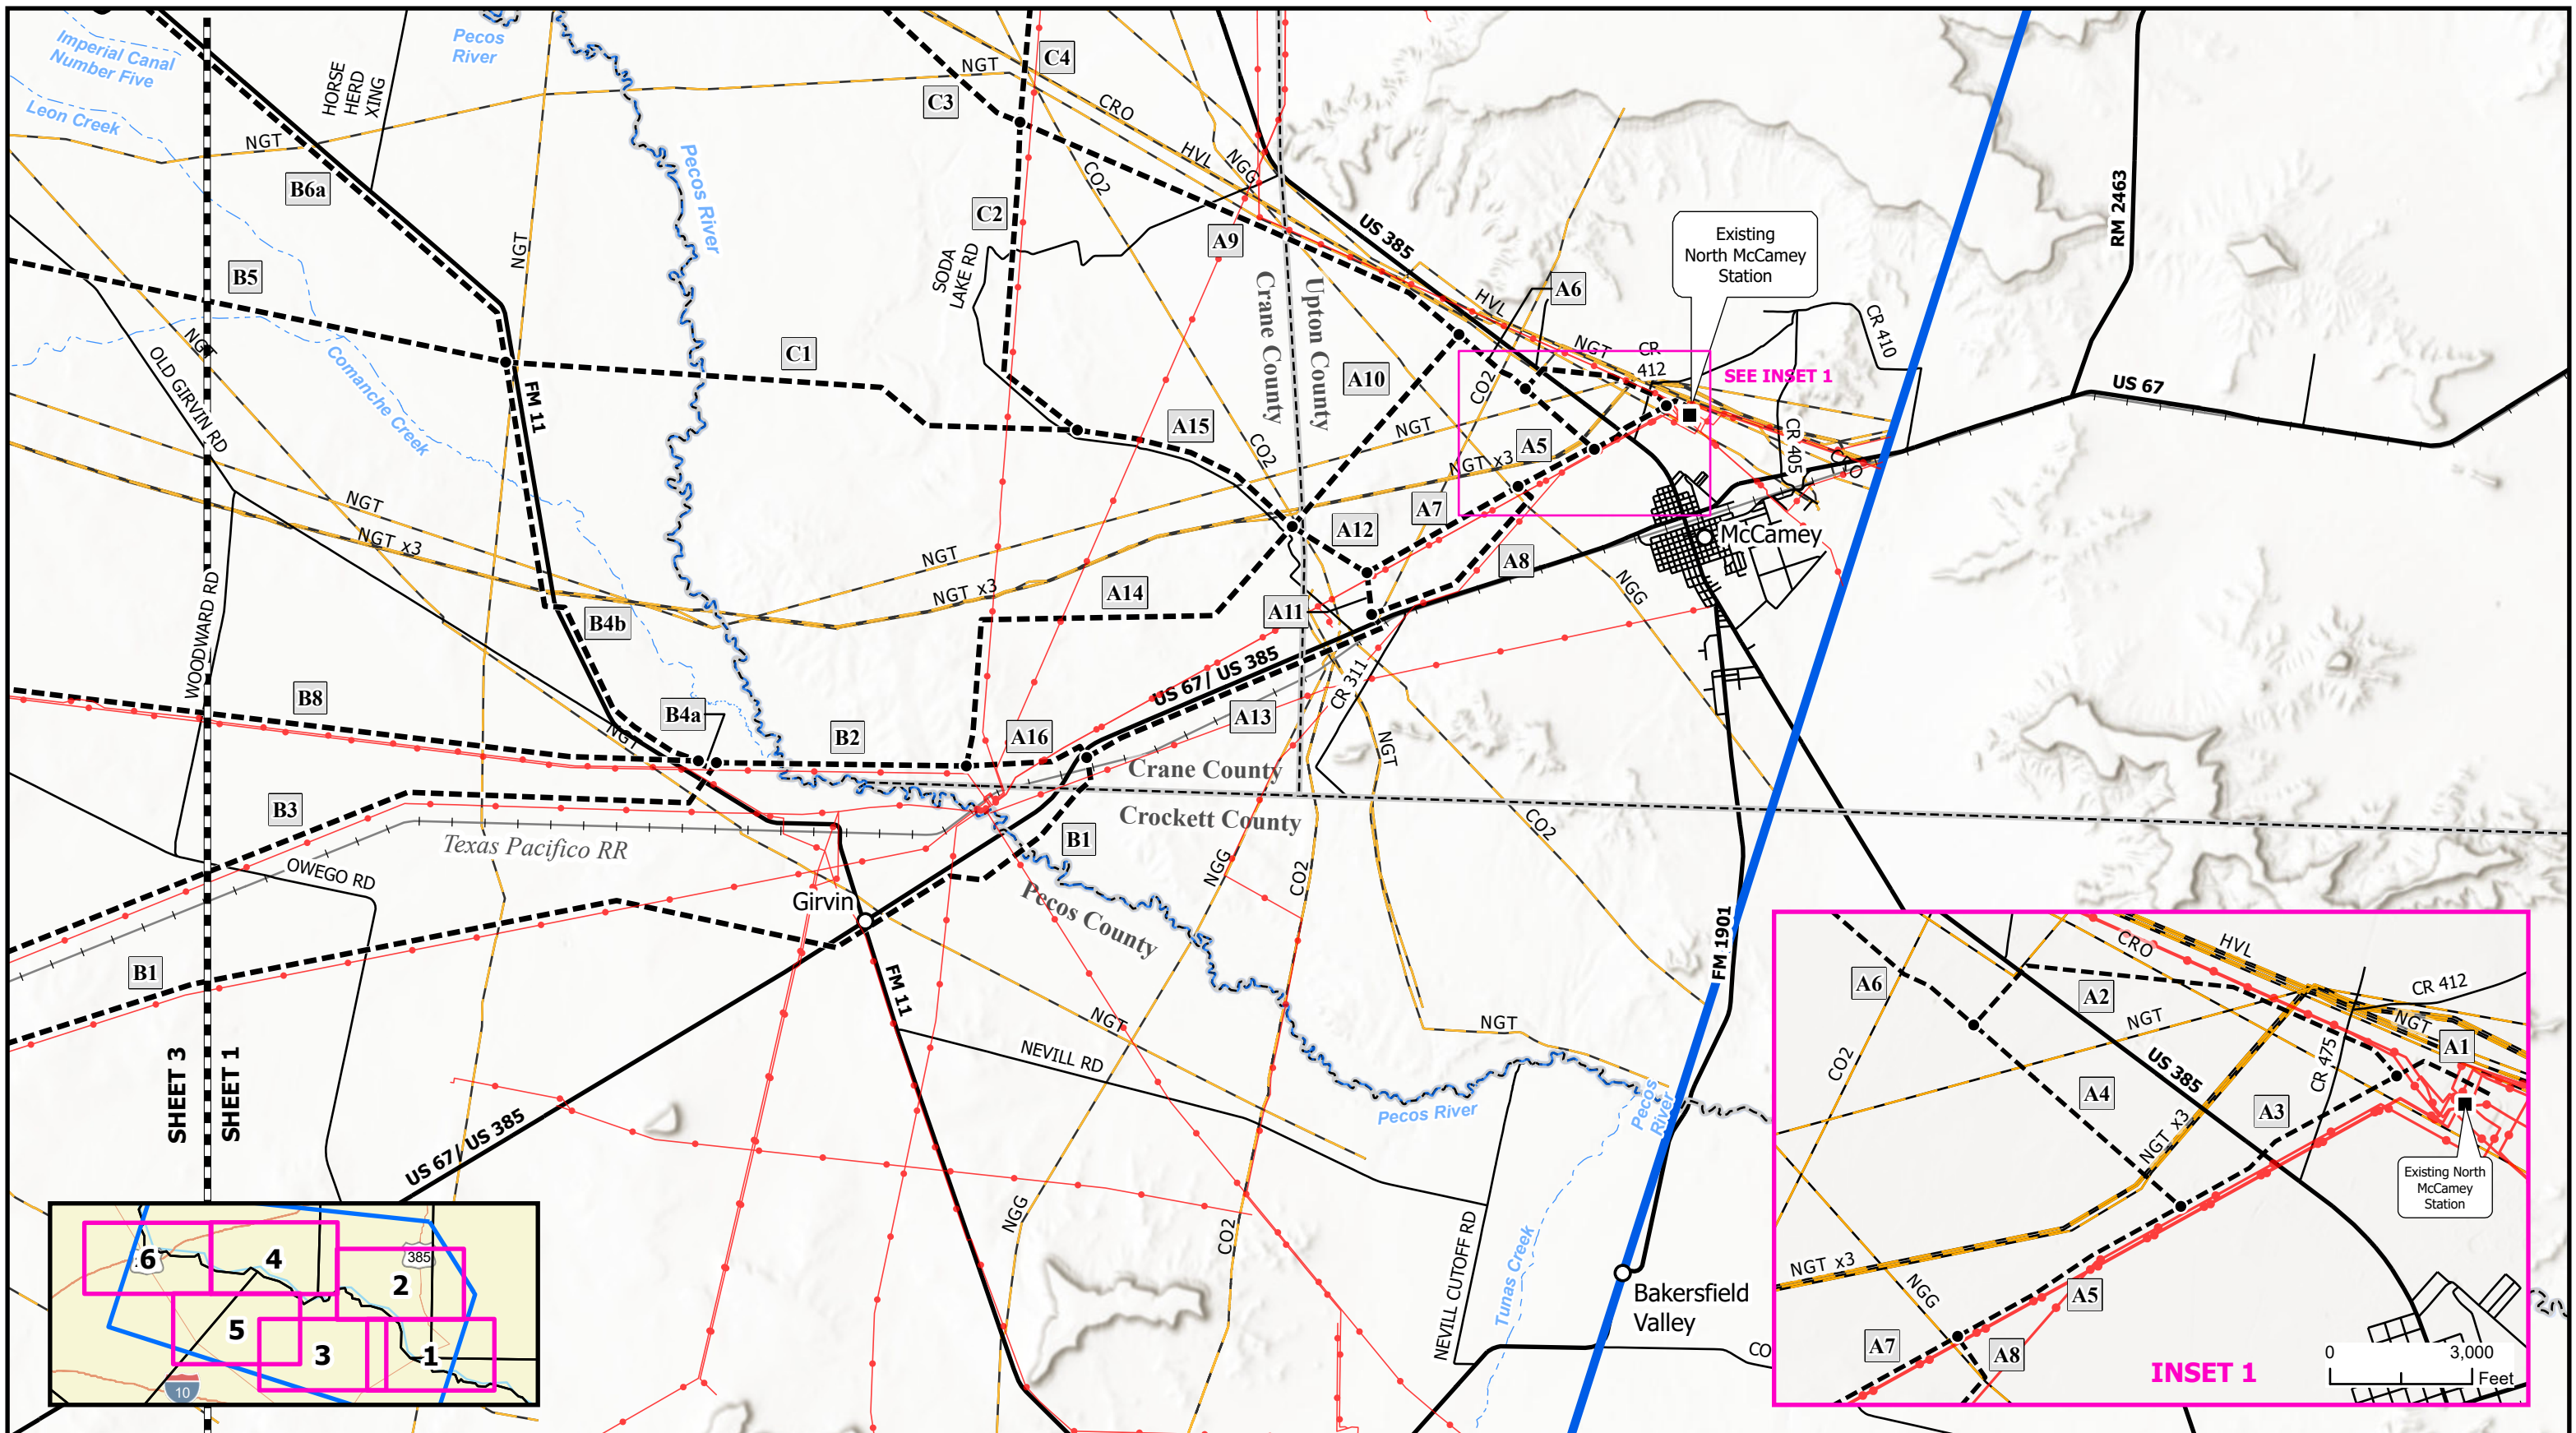 Imperial Canal
Number Five
Leon Creek
HORSE
HERD
XING
Pecos
River
NGT
C4
C3
CRO
HVL
NGG
NGT
B6a
Pecos River
CO2
C2
A9
US 385
RM 2463
Existing
North McCamey
Station
B5
NGT
SODA
LAKE RD
Crane County
Upton County
A6
HVL
CR 410
NGT
OLD GIRVIN RD
Comanche Creek
FM 11
C1
NGT
CR
412
SEE INSET 1
A10
CO2
US 67
A15
CO2
NGT
A5
NGT x3
CR 405
CRO
NGT
NGT x3
A7
A12
McCamey
NGT
NGT x3
A14
A8
NGG
WOODWARD RD
B4b
A11
US 67/ US 385
CR 311
B8
B4a
NGT
B2
A16
A13
NGT
Crane County
Crockett County
B3
Texas Pacifico RR
B1
CO2
OWEGO RD
NGG
CO2
Girvin
Pecos County
FM 1901
B1
FM 11
NGT
NGT
NEVILL RD
SHEET 3
SHEET 1
Pecos River
Pecos
River
US 67/ US 385
NGG
CO2
NEVILL CUTOFF RD
Tunas Creek
Bakersfield
Valley
CO
6
4
385
2
5
3
1
10
CRO
HVL
A6
A2
CR 412
NGT
NGT
CO2
A4
US 385
CR 475
A1
A3
NGT x3
Existing North
McCamey
Station
NGT x3
NGG
A5
A7
A8
INSET 1
0
3,000
Feet